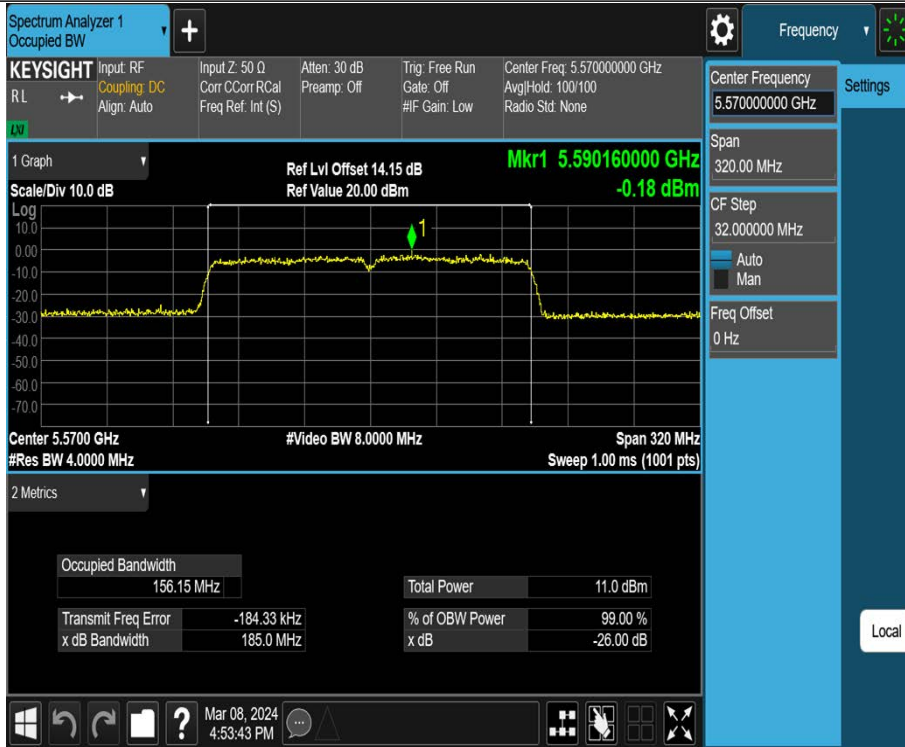 Spectrum Analyzer 1
Occupied BW
+
Frequency
KEYSIGHT
R L
LXI
Input: RF
Coupling: DC
Align: Auto
Input Z: 50 Ω
Corr CCorr RCal
Freq Ref: Int (S)
Atten: 30 dB
Preamp: Off
Trig: Free Run
Gate: Off
#IF Gain: Low
Center Freq: 5.570000000 GHz
Avg|Hold: 100/100
Radio Std: None
Center Frequency
5.570000000 GHz
Settings
Span
320.00 MHz
CF Step
32.000000 MHz
Auto
Man
Freq Offset
0 Hz
Local
1 Graph
Scale/Div 10.0 dB
Ref Lvl Offset 14.15 dB
Ref Value 20.00 dBm
Mkr1 5.590160000 GHz
-0.18 dBm
Log
10.0
0.00
-10.0
-20.0
-30.0
-40.0
-50.0
-60.0
-70.0
1
Center 5.5700 GHz
#Res BW 4.0000 MHz
#Video BW 8.0000 MHz
Span 320 MHz
Sweep 1.00 ms (1001 pts)
2 Metrics
Occupied Bandwidth
156.15 MHz
Transmit Freq Error -184.33 kHz
x dB Bandwidth 185.0 MHz
Total Power 11.0 dBm
% of OBW Power 99.00 %
x dB -26.00 dB
?
Mar 08, 2024
4:53:43 PM